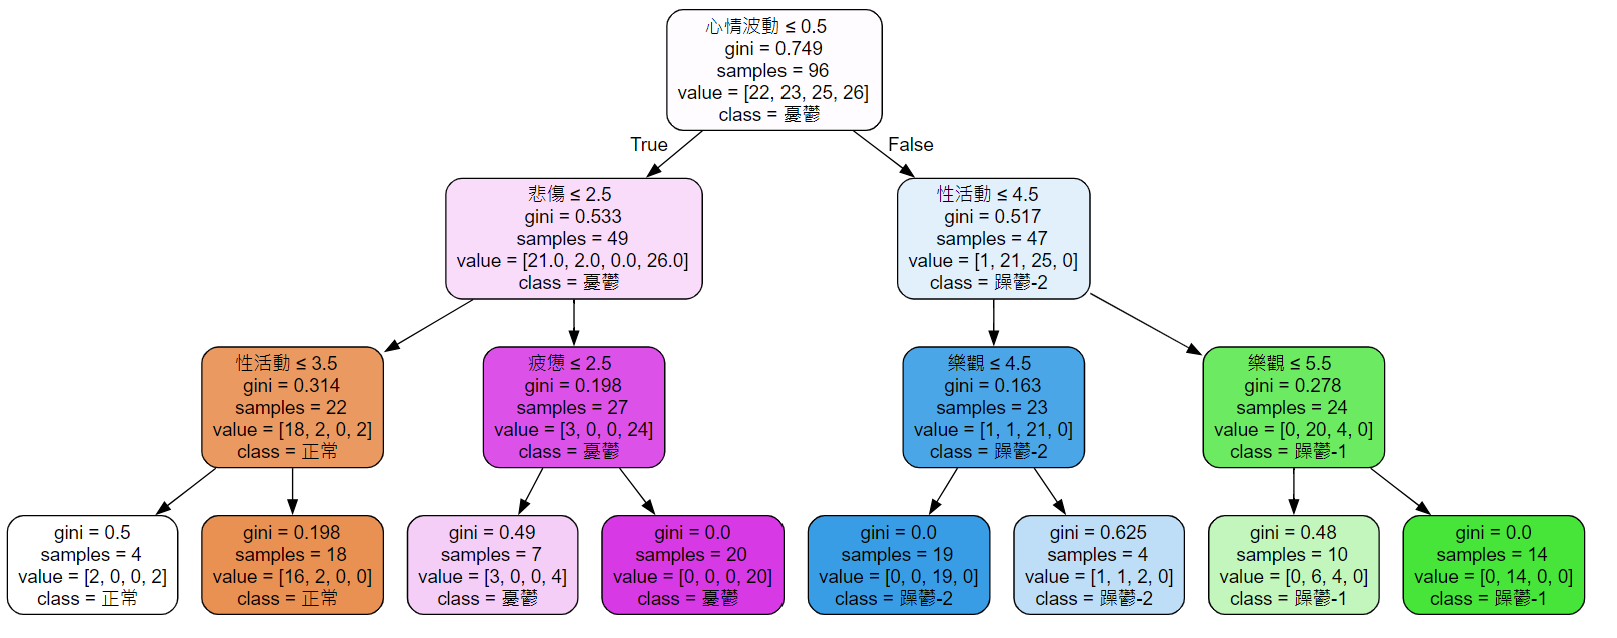 心情波動 ≤ 0.5
gini = 0.749
samples = 96
value = [22, 23, 25, 26]
class = 憂鬱
True
False
悲傷 ≤ 2.5
gini = 0.533
samples = 49
value = [21.0, 2.0, 0.0, 26.0]
class = 憂鬱
性活動 ≤ 4.5
gini = 0.517
samples = 47
value = [1, 21, 25, 0]
class = 躁鬱-2
性活動 ≤ 3.5
gini = 0.314
samples = 22
value = [18, 2, 0, 2]
class = 正常
疲憊 ≤ 2.5
gini = 0.198
samples = 27
value = [3, 0, 0, 24]
class = 憂鬱
樂觀 ≤ 4.5
gini = 0.163
samples = 23
value = [1, 1, 21, 0]
class = 躁鬱-2
樂觀 ≤ 5.5
gini = 0.278
samples = 24
value = [0, 20, 4, 0]
class = 躁鬱-1
gini = 0.5
samples = 4
value = [2, 0, 0, 2]
class = 正常
gini = 0.198
samples = 18
value = [16, 2, 0, 0]
class = 正常
gini = 0.49
samples = 7
value = [3, 0, 0, 4]
class = 憂鬱
gini = 0.0
samples = 20
value = [0, 0, 0, 20]
class = 憂鬱
gini = 0.0
samples = 19
value = [0, 0, 19, 0]
class = 躁鬱-2
gini = 0.625
samples = 4
value = [1, 1, 2, 0]
class = 躁鬱-2
gini = 0.48
samples = 10
value = [0, 6, 4, 0]
class = 躁鬱-1
gini = 0.0
samples = 14
value = [0, 14, 0, 0]
class = 躁鬱-1